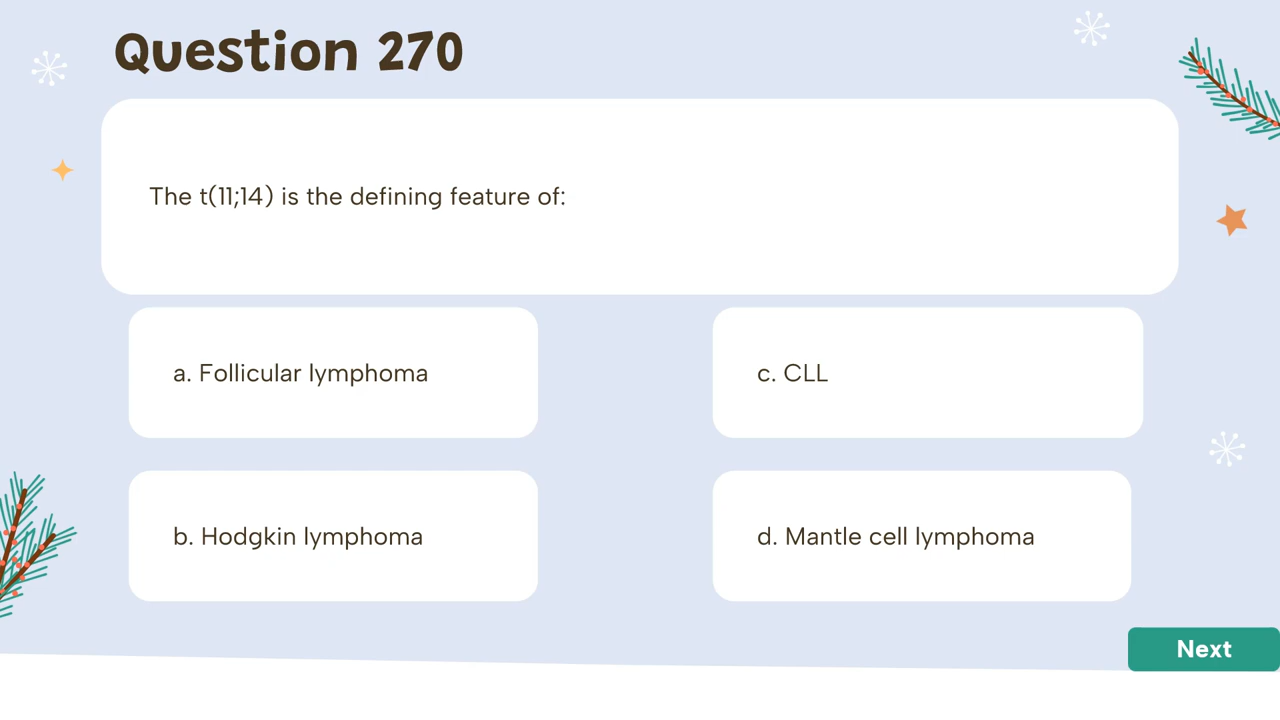 Question 270
The t(11;14) is the defining feature of:
a. Follicular lymphoma
b. Hodgkin lymphoma
c. CLL
d. Mantle cell lymphoma
Next